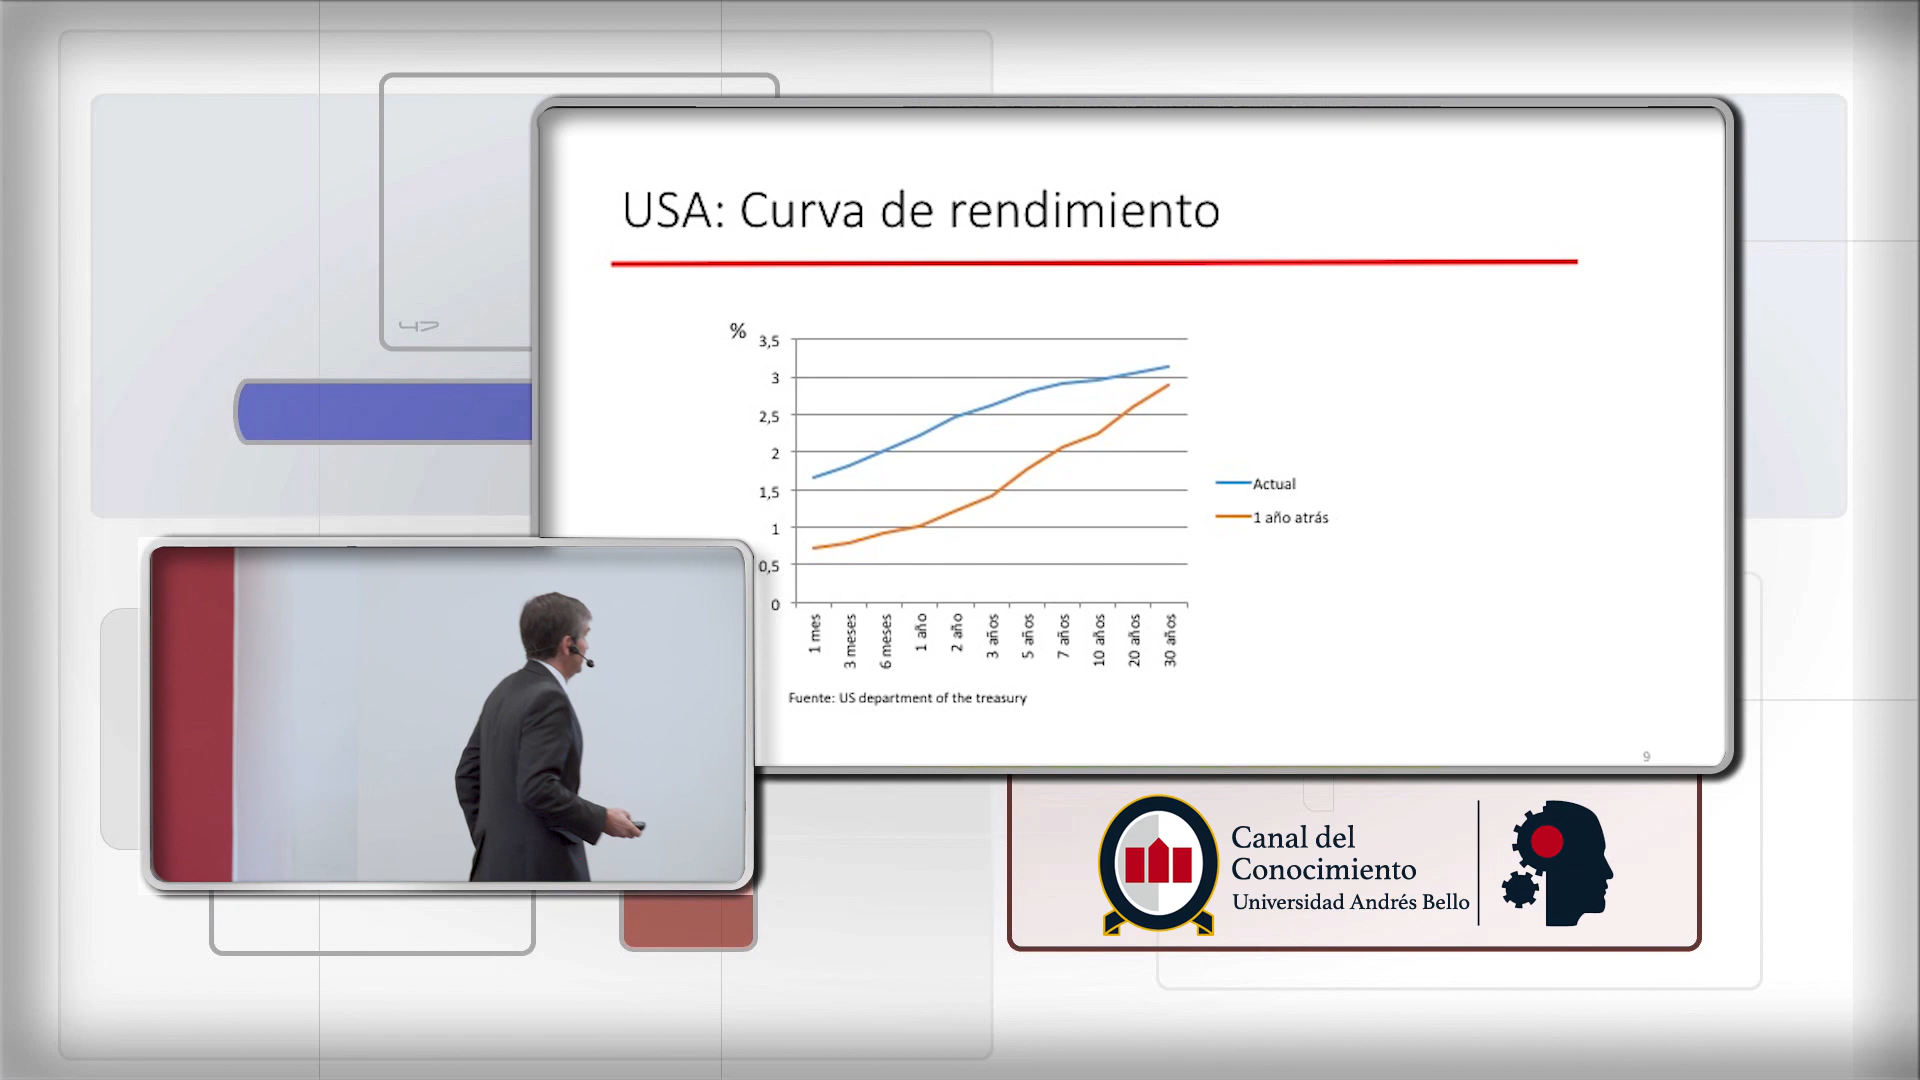 USA: Curva de rendimiento
%
3,5
3
2,5
2
1,5
1
0,5
0
1 mes
3 meses
6 meses
1 año
2 año
3 años
5 años
7 años
10 años
20 años
30 años
Actual
1 año atrás
Fuente: US department of the treasury
9
Canal del
Conocimiento
Universidad Andrés Bello